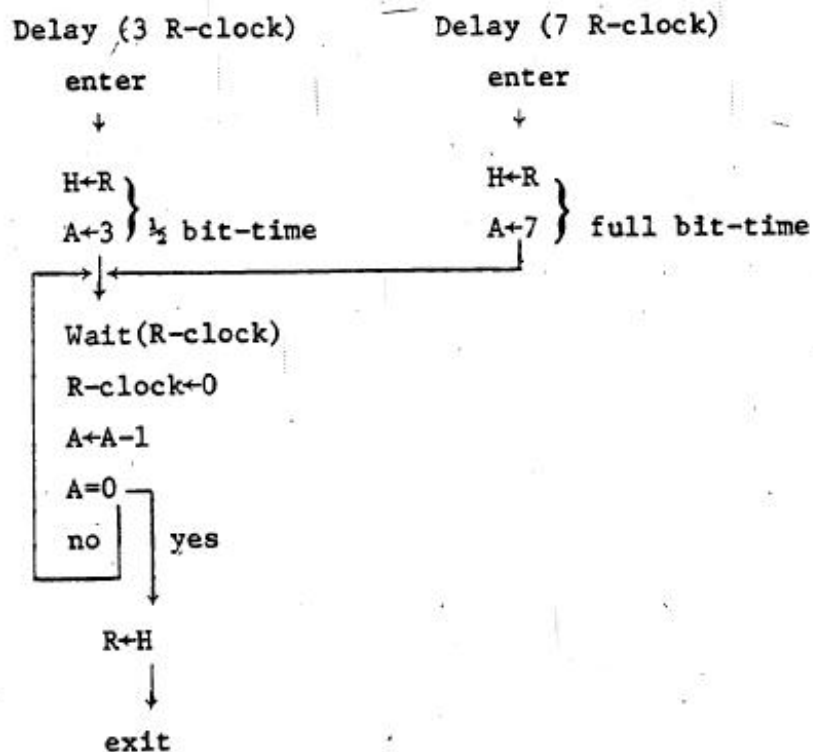 Delay (3 R-clock) Delay (7 R-clock)
enter enter
↓ ↓
H←R H←R
A←3 } ½ bit-time A←7 } full bit-time
Wait(R-clock)
R-clock←0
A←A-1
A=0
no yes
R←H
exit